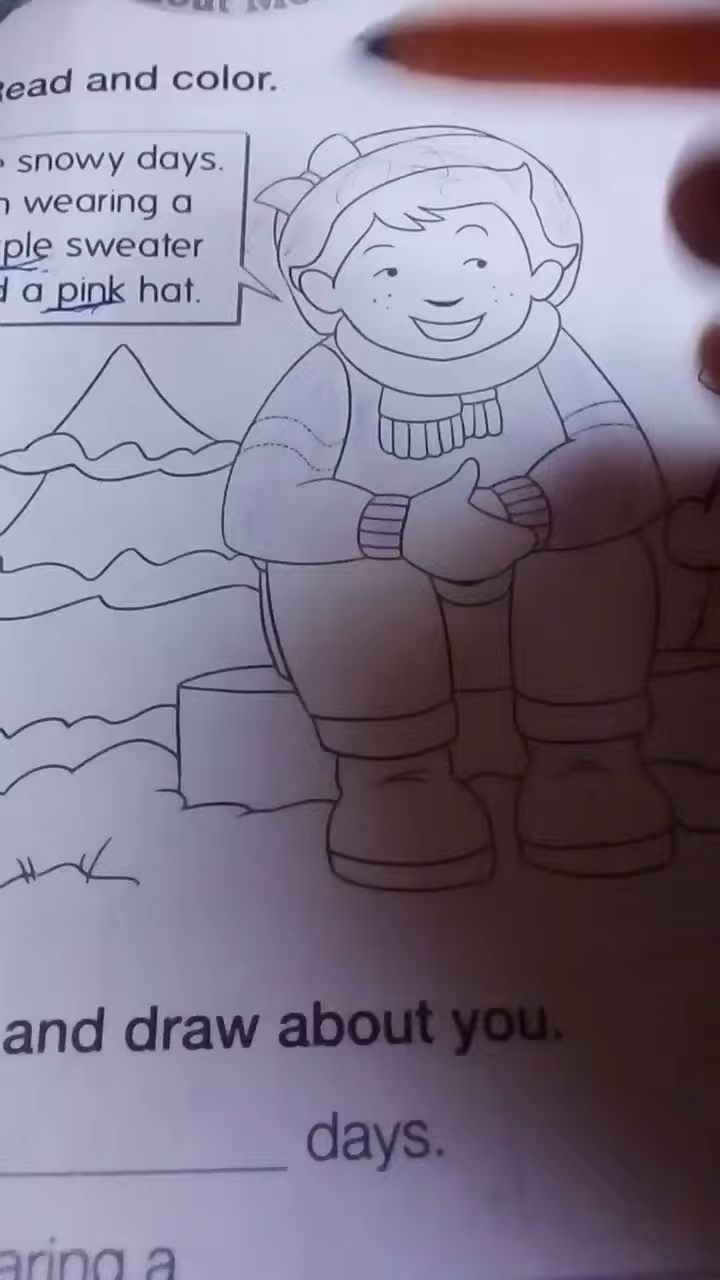 ead and color.
snowy days.
wearing a
ple sweater
a pink hat.
and draw about you.
days.
aring a